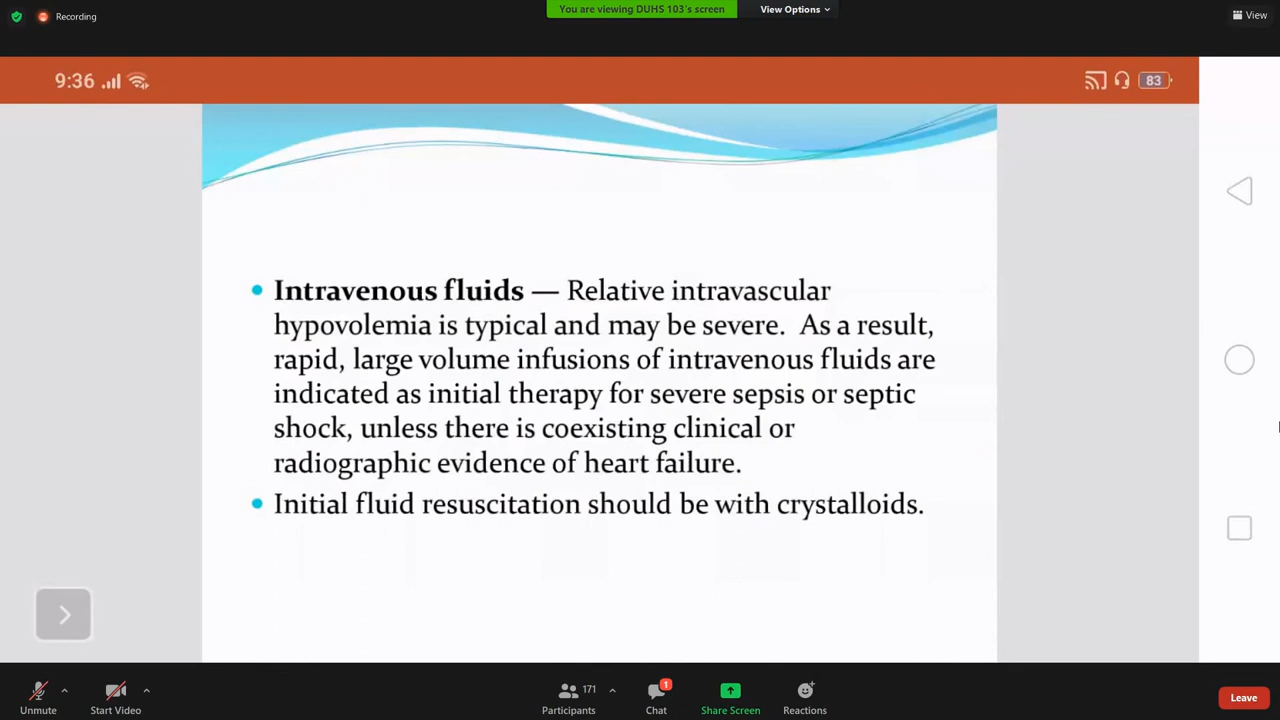 Recording
You are viewing DUHS 103's screen
View Options
View
9:36
83
• Intravenous fluids — Relative intravascular
hypovolemia is typical and may be severe. As a result,
rapid, large volume infusions of intravenous fluids are
indicated as initial therapy for severe sepsis or septic
shock, unless there is coexisting clinical or
radiographic evidence of heart failure.
• Initial fluid resuscitation should be with crystalloids.
Unmute
Start Video
171
Participants
1
Chat
Share Screen
Reactions
Leave